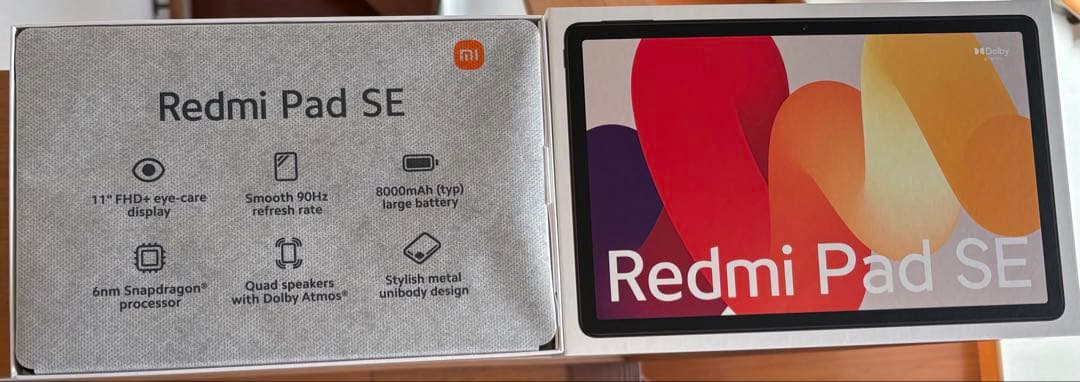 mi
Redmi Pad SE
11" FHD+ eye-care
display
Smooth 90Hz
refresh rate
8000mAh (typ)
large battery
6nm Snapdragon®
processor
Quad speakers
with Dolby Atmos®
Stylish metal
unibody design
Dolby
Redmi Pad SE